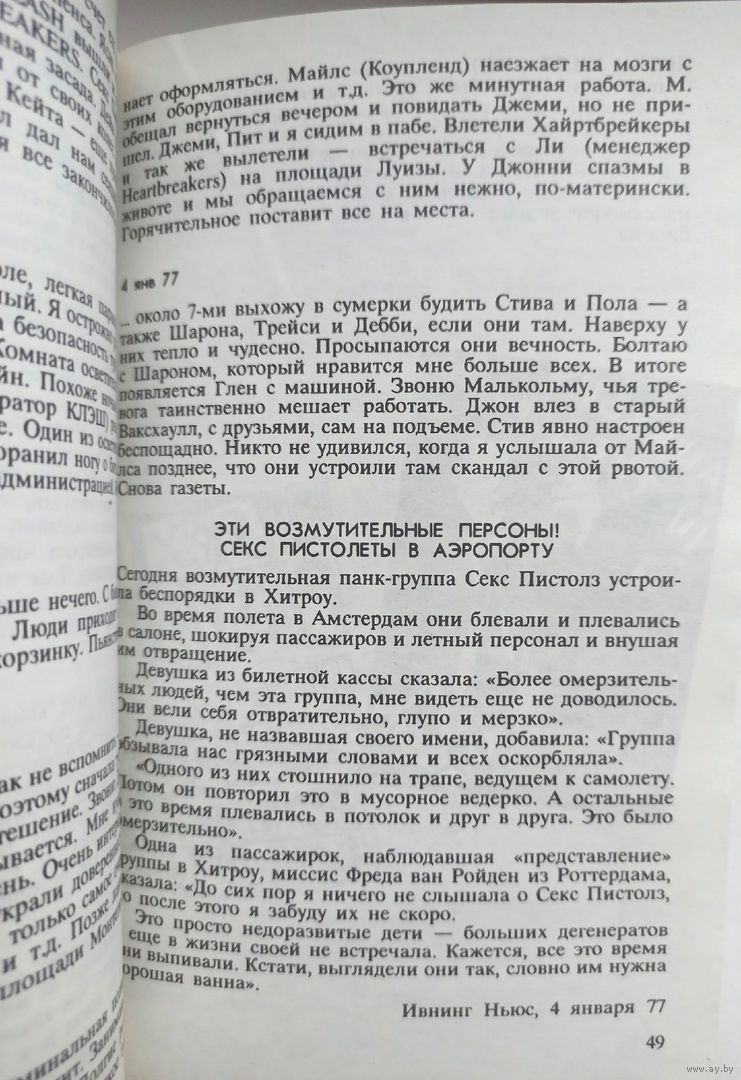 нает оформляться. Майлс (Коупленд) наезжает на мозги с
этим оборудованием и т.д. Это же минутная работа. М.
обещал вернуться вечером и повидать Джеми, но не при-
шел. Джеми, Пит и я сидим в пабе. Влетели Хайртбрейкеры
и так же вылетели — встречаться с Ли (менеджер
Heartbreakers) на площади Луизы. У Джонни спазмы в
животе и мы обращаемся с ним нежно, по-матерински.
Горячительное поставит все на места.
4 янв 77
... около 7-ми выхожу в сумерки будить Стива и Пола — а
также Шарона, Трейси и Дебби, если они там. Наверху у
них тепло и чудесно. Просыпаются они вечность. Болтаю
с Шароном, который нравится мне больше всех. В итоге
появляется Глен с машиной. Звоню Малькольму, чья тре-
вога таинственно мешает работать. Джон влез в старый
Ваксхаулл, с друзьями, сам на подъеме. Стив явно настроен
беспощадно. Никто не удивился, когда я услышала от Май-
лса позднее, что они устроили там скандал с этой рвотой.
Снова газеты.
ЭТИ ВОЗМУТИТЕЛЬНЫЕ ПЕРСОНЫ!
СЕКС ПИСТОЛЕТЫ В АЭРОПОРТУ
Сегодня возмутительная панк-группа Секс Пистолз устрои-
ла беспорядки в Хитроу.
Во время полета в Амстердам они блевали и плевались
в салоне, шокируя пассажиров и летный персонал и внушая
им отвращение.
Девушка из билетной кассы сказала: «Более омерзитель-
ных людей, чем эта группа, мне видеть еще не доводилось.
Они вели себя отвратительно, глупо и мерзко».
Девушка, не назвавшая своего имени, добавила: «Группа
обзывала нас грязными словами и всех оскорбляла».
«Одного из них стошнило на трапе, ведущем к самолету.
Потом он повторил это в мусорное ведерко. А остальные
в это время плевались в потолок и друг в друга. Это было
омерзительно».
Одна из пассажирок, наблюдавшая «представление»
группы в Хитроу, миссис Фреда ван Ройден из Роттердама,
сказала: «До сих пор я ничего не слышала о Секс Пистолз,
но после этого я забуду их не скоро.
Это просто недоразвитые дети — больших дегенератов
еще в жизни своей не встречала. Кажется, все это время
они выпивали. Кстати, выглядели они так, словно им нужна
хорошая ванна».
Ивнинг Ньюс, 4 января 77
49
www.ay.by